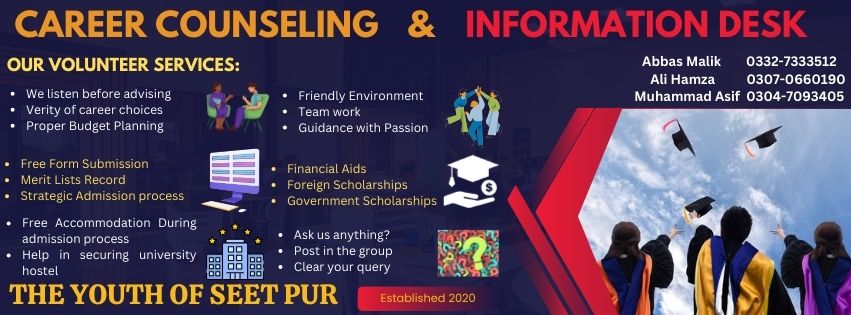 CAREER COUNSELING & INFORMATION DESK
OUR VOLUNTEER SERVICES:
Abbas Malik 0332-7333512
Ali Hamza 0307-0660190
Muhammad Asif 0304-7093405
• We listen before advising
• Verity of career choices
• Proper Budget Planning
• Friendly Environment
• Team work
• Guidance with Passion
• Free Form Submission
• Merit Lists Record
• Strategic Admission process
• Financial Aids
• Foreign Scholarships
• Government Scholarships
• Free Accommodation During
admission process
• Help in securing university
hostel
• Ask us anything?
• Post in the group
• Clear your query
THE YOUTH OF SEET PUR
Established 2020